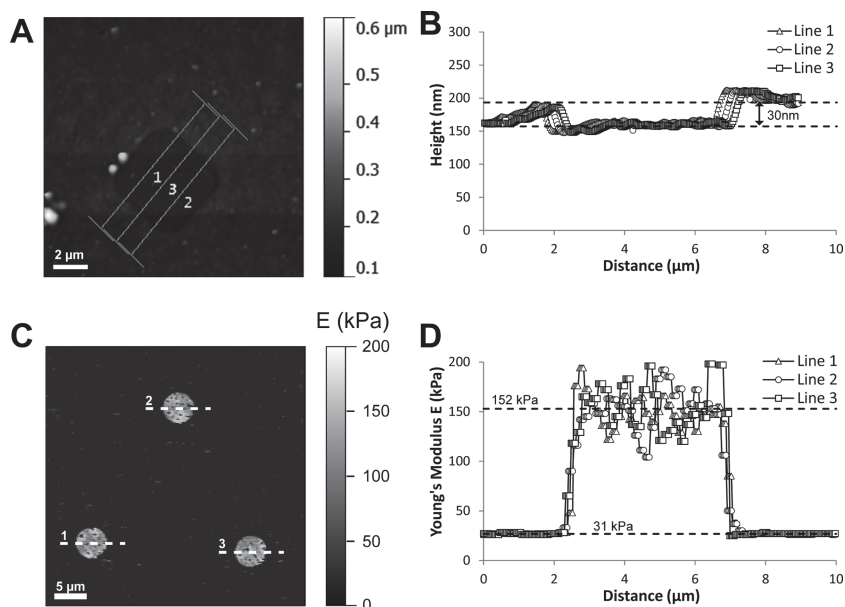 A
1
3
2
2 µm
0.6 µm
0.5
0.4
0.3
0.2
0.1
B
Line 1
Line 2
Line 3
300
250
200
150
100
50
0
Height (nm)
30nm
0
2
4
6
8
10
Distance (µm)
C
2
1
3
5 µm
E (kPa)
200
150
100
50
0
D
Line 1
Line 2
Line 3
200
150
100
50
0
Young's Modulus E (kPa)
152 kPa
31 kPa
0
2
4
6
8
10
Distance (µm)